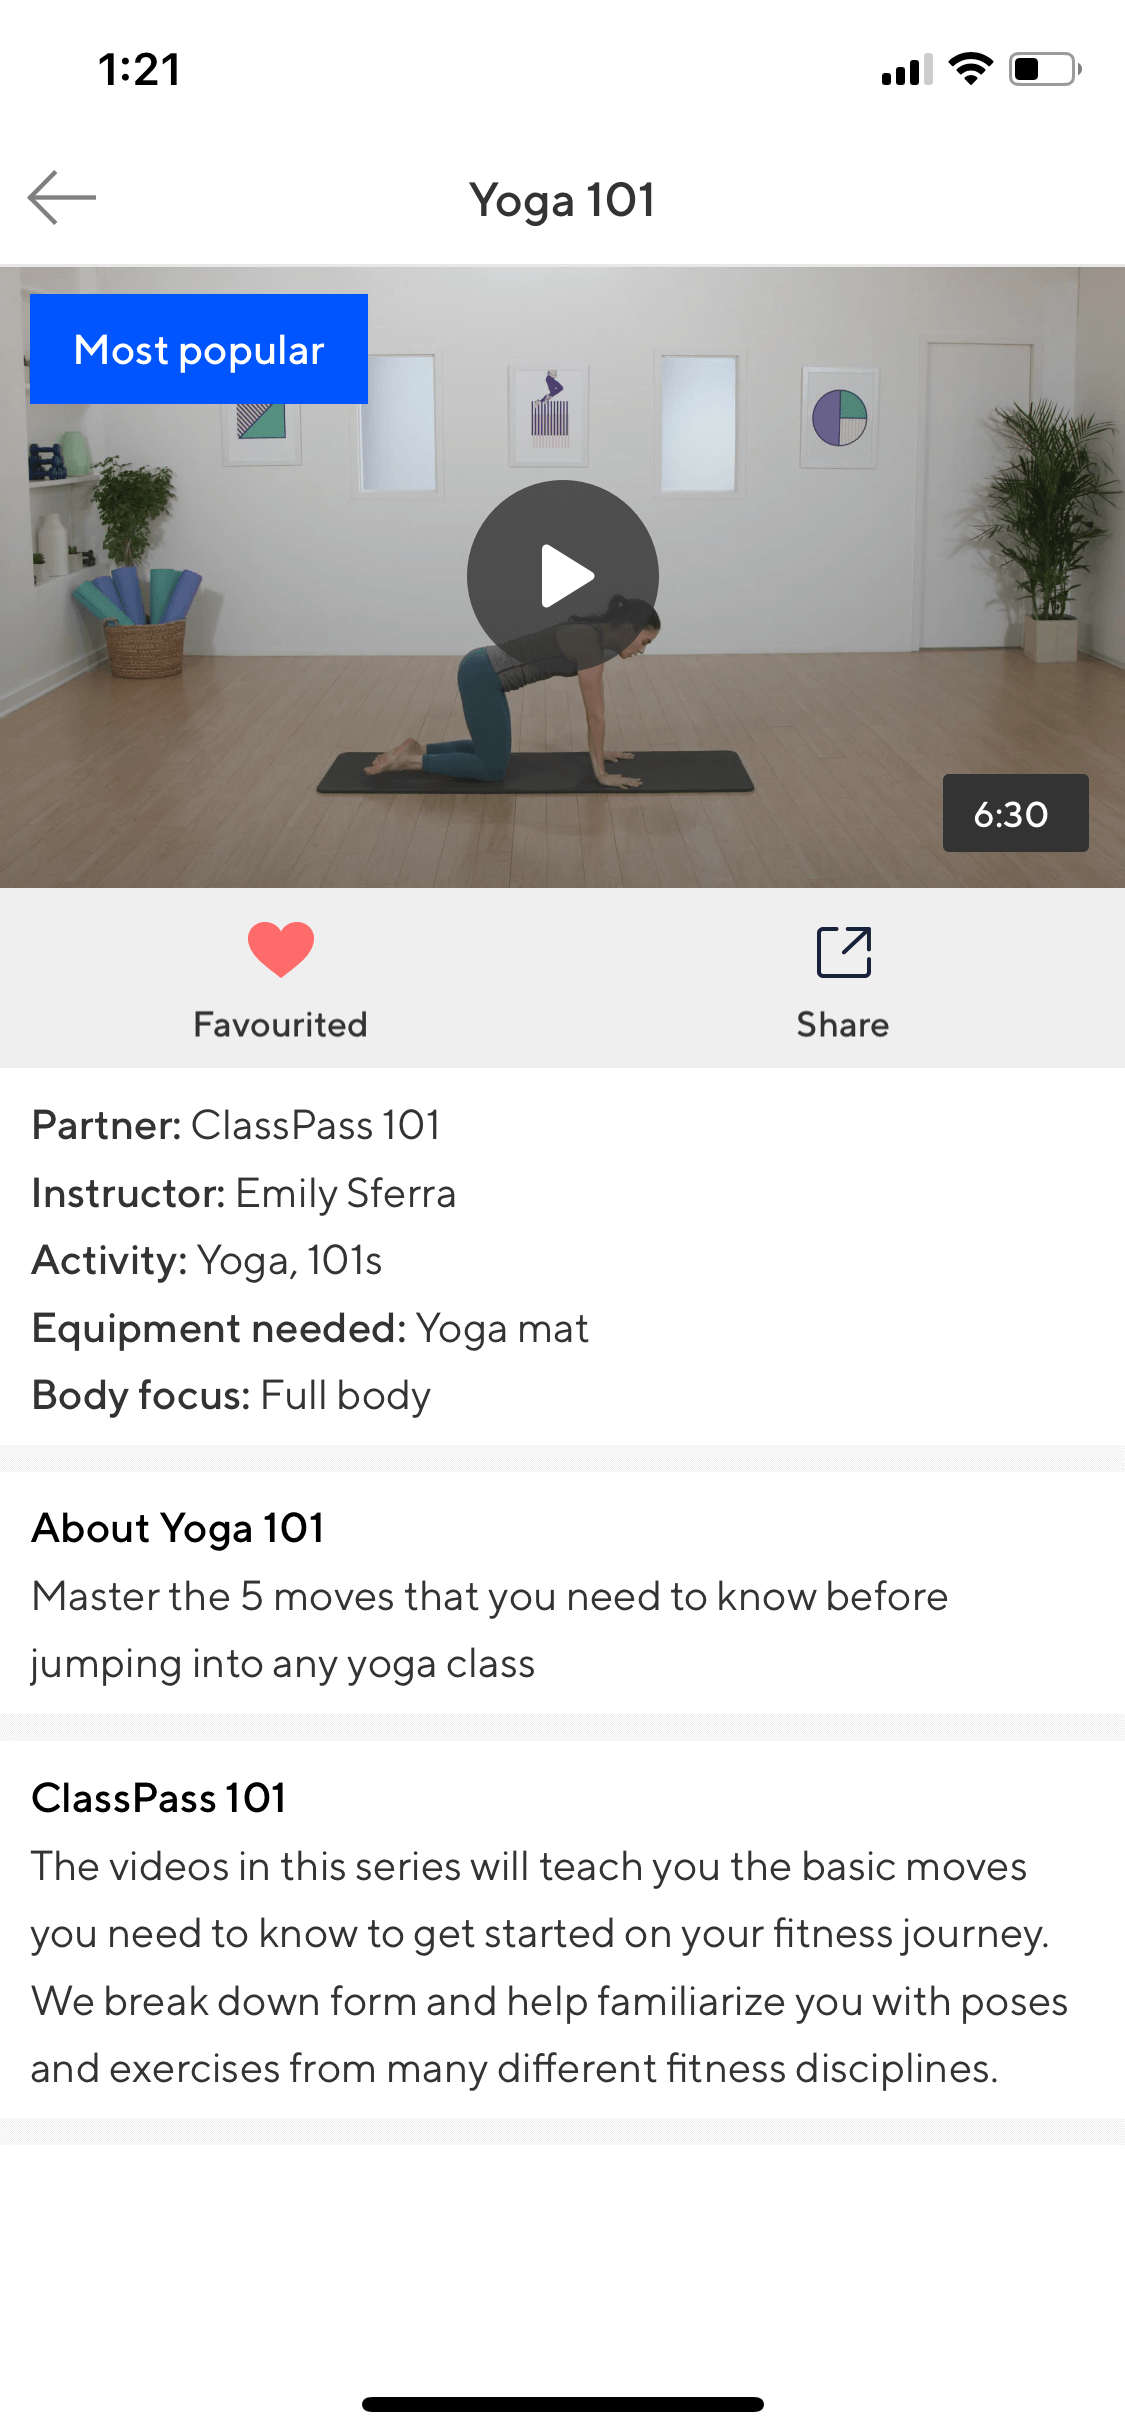 1:21
Yoga 101
Most popular
6:30
Favourited
Share
Partner: ClassPass 101
Instructor: Emily Sferra
Activity: Yoga, 101s
Equipment needed: Yoga mat
Body focus: Full body
About Yoga 101
Master the 5 moves that you need to know before
jumping into any yoga class
ClassPass 101
The videos in this series will teach you the basic moves
you need to know to get started on your fitness journey.
We break down form and help familiarize you with poses
and exercises from many different fitness disciplines.